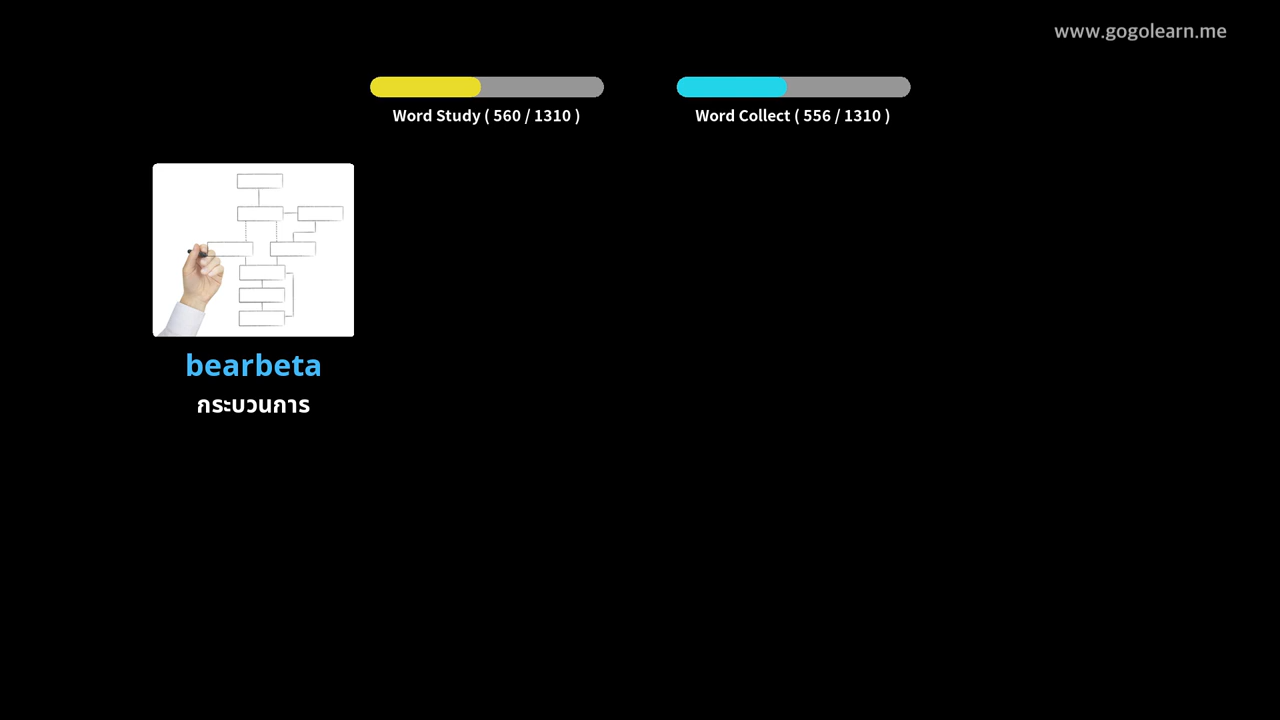 www.gogolearn.me
Word Study ( 560 / 1310 )
Word Collect ( 556 / 1310 )
bearbeta
กระบวนการ